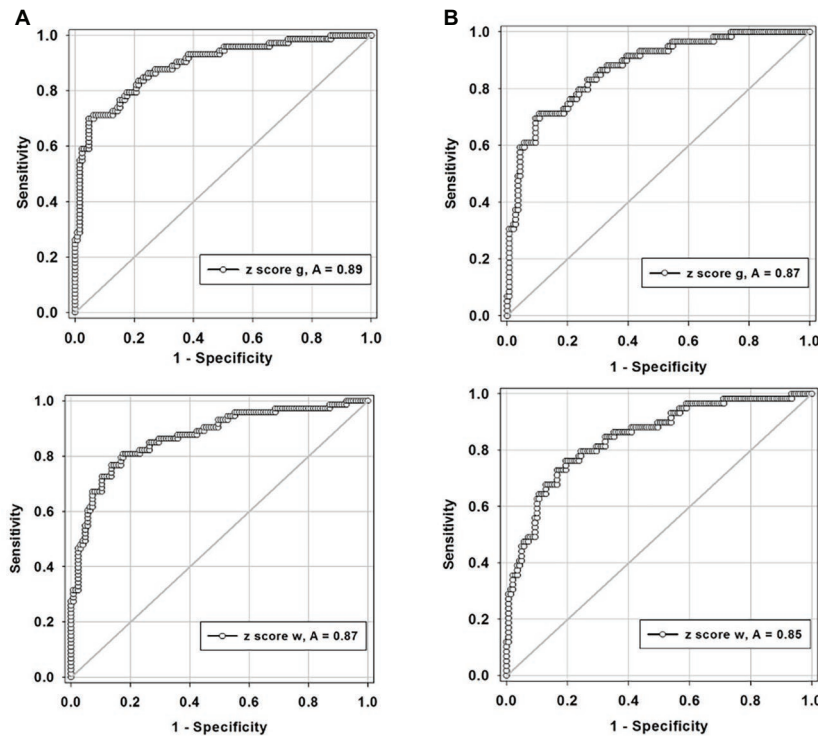 A
B
1.0
0.8
0.6
0.4
0.2
0.0
Sensitivity
z score g, A = 0.89
0.0 0.2 0.4 0.6 0.8 1.0
1 - Specificity
1.0
0.8
0.6
0.4
0.2
0.0
Sensitivity
z score g, A = 0.87
0.0 0.2 0.4 0.6 0.8 1.0
1 - Specificity
1.0
0.8
0.6
0.4
0.2
0.0
Sensitivity
z score w, A = 0.87
0.0 0.2 0.4 0.6 0.8 1.0
1 - Specificity
1.0
0.8
0.6
0.4
0.2
0.0
Sensitivity
z score w, A = 0.85
0.0 0.2 0.4 0.6 0.8 1.0
1 - Specificity